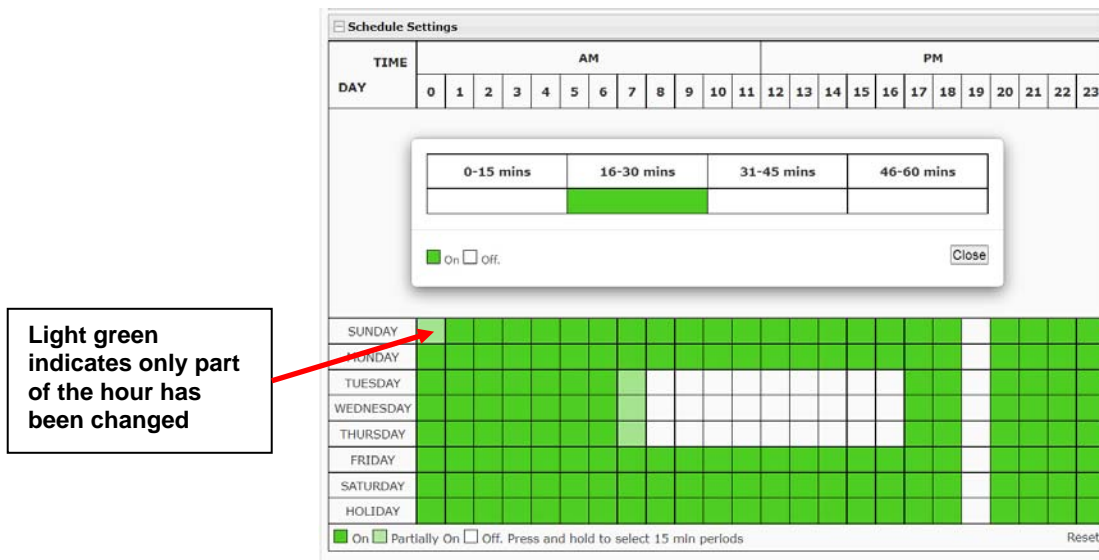 Schedule Settings
TIME AM PM
DAY 0 1 2 3 4 5 6 7 8 9 10 11 12 13 14 15 16 17 18 19 20 21 22 23
0-15 mins 16-30 mins 31-45 mins 46-60 mins
On Off. Close
Light green
indicates only part
of the hour has
been changed
SUNDAY
MONDAY
TUESDAY
WEDNESDAY
THURSDAY
FRIDAY
SATURDAY
HOLIDAY
On Partially On Off. Press and hold to select 15 min periods Reset